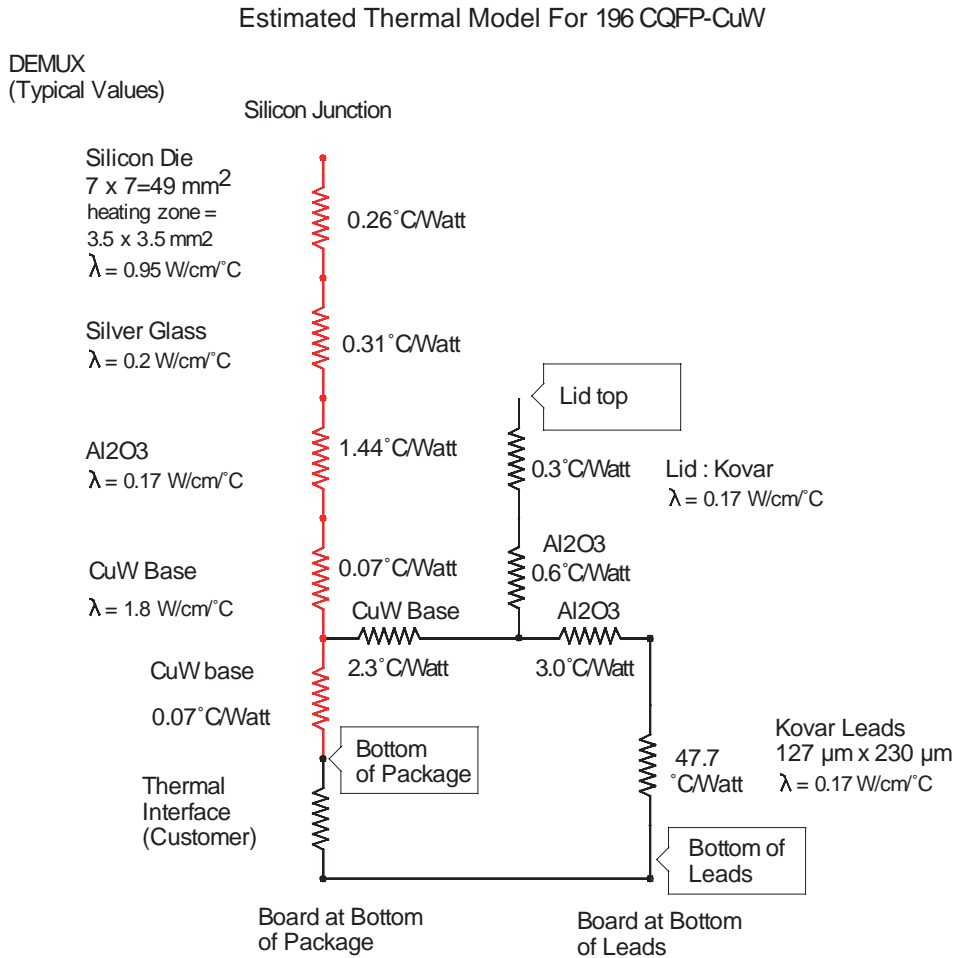 Estimated Thermal Model For 196 CQFP-CuW
DEMUX
(Typical Values)
Silicon Junction
Silicon Die
7 x 7=49 mm2
heating zone =
3.5 x 3.5 mm2
λ = 0.95 W/cm/˚C
0.26˚C/Watt
Silver Glass
λ = 0.2 W/cm/˚C
0.31˚C/Watt
Lid top
Al2O3
λ = 0.17 W/cm/˚C
1.44˚C/Watt
0.3˚C/Watt
Lid : Kovar
λ = 0.17 W/cm/˚C
CuW Base
λ = 1.8 W/cm/˚C
0.07˚C/Watt
Al2O3
0.6˚C/Watt
CuW Base
2.3˚C/Watt
Al2O3
3.0˚C/Watt
CuW base
0.07˚C/Watt
Bottom
of Package
47.7
˚C/Watt
Kovar Leads
127 µm x 230 µm
λ = 0.17 W/cm/˚C
Thermal
Interface
(Customer)
Bottom of
Leads
Board at Bottom
of Package
Board at Bottom
of Leads